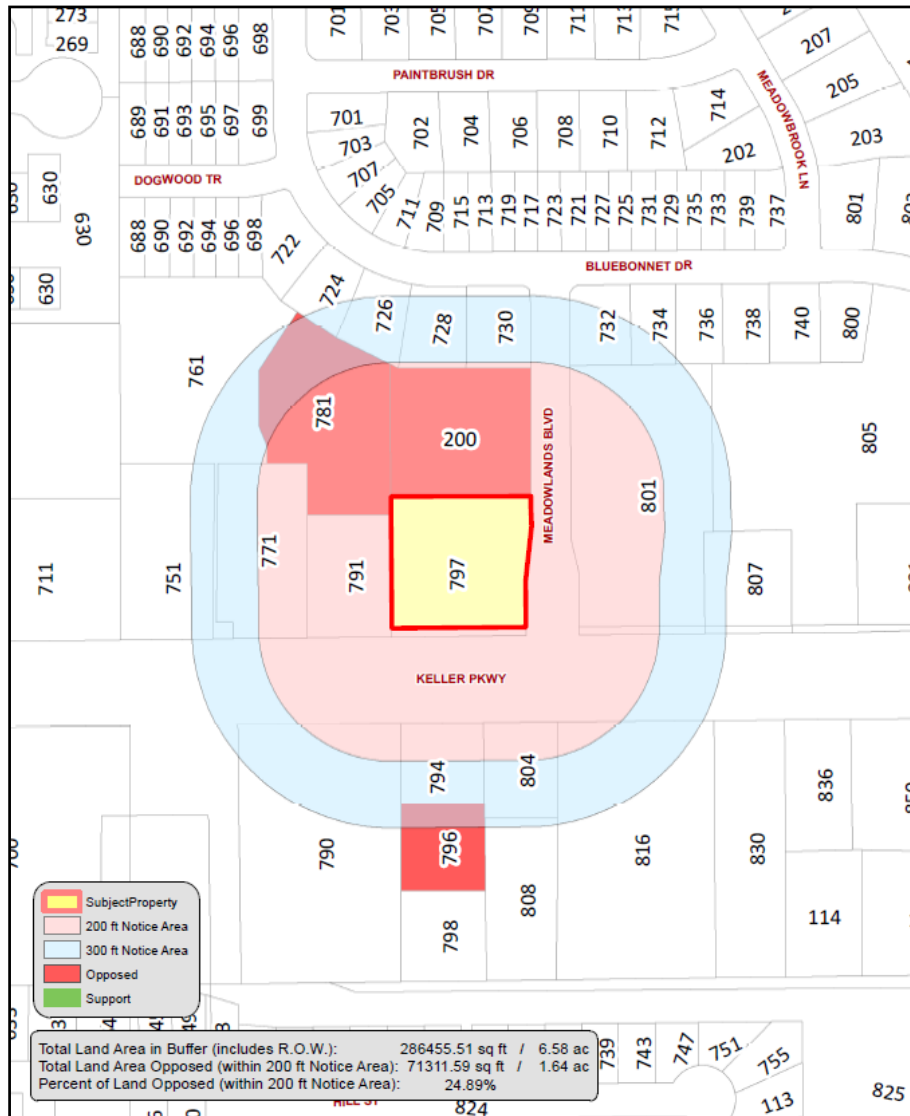 273
269
688 690 692 694 696 698
701 703 705 707 709 711 713 715
207
205
203
MEADOWBROOK LN
PAINTBRUSH DR
689 691 693 695 697 699
701
703
707
705
702 704 706 708 710 712
714
202
DOGWOOD TR
630
630
630
688 690 692 694 696 698
722
724
711 709 715 713 719 717 723 721 727 725 731 729 735 733 739 737
801
BLUEBONNET DR
726 728 730 732 734 736 738 740 800
761
781
200
MEADOWLANDS BLVD
801
805
711
751
771
791
797
807
KELLER PKWY
794
804
790
796
798
808
816
830
836
114
SubjectProperty
200 ft Notice Area
300 ft Notice Area
Opposed
Support
Total Land Area in Buffer (includes R.O.W.): 286455.51 sq ft / 6.58 ac
Total Land Area Opposed (within 200 ft Notice Area): 71311.59 sq ft / 1.64 ac
Percent of Land Opposed (within 200 ft Notice Area): 24.89%
739 743 747 751 755
113
825
824